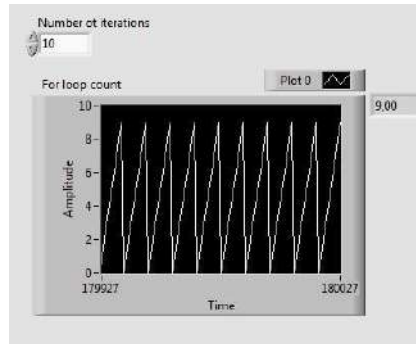 Number of iterations
10
For loop count
Plot 0
9,00
10
8
6
4
2
0
Amplitude
179927
180027
Time